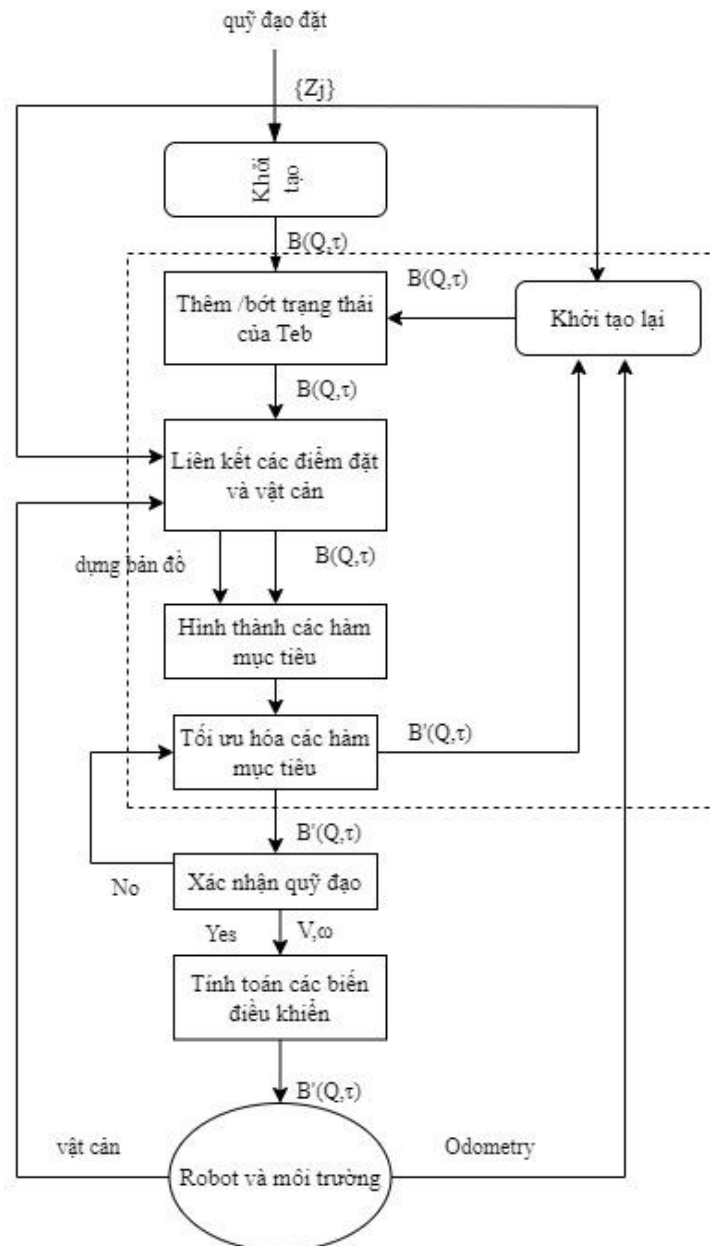 quỹ đạo đặt
{Zj}
Khởi
tạo
B(Q,τ)
B(Q,τ)
Thêm /bớt trạng thái
của Teb
Khởi tạo lại
B(Q,τ)
Liên kết các điểm đặt
và vật cản
dựng bản đồ
B(Q,τ)
Hình thành các hàm
mục tiêu
Tối ưu hóa các hàm
mục tiêu
B'(Q,τ)
B'(Q,τ)
Xác nhận quỹ đạo
No
Yes
V,ω
Tính toán các biến
điều khiển
B'(Q,τ)
vật cản
Odometry
Robot và môi trường